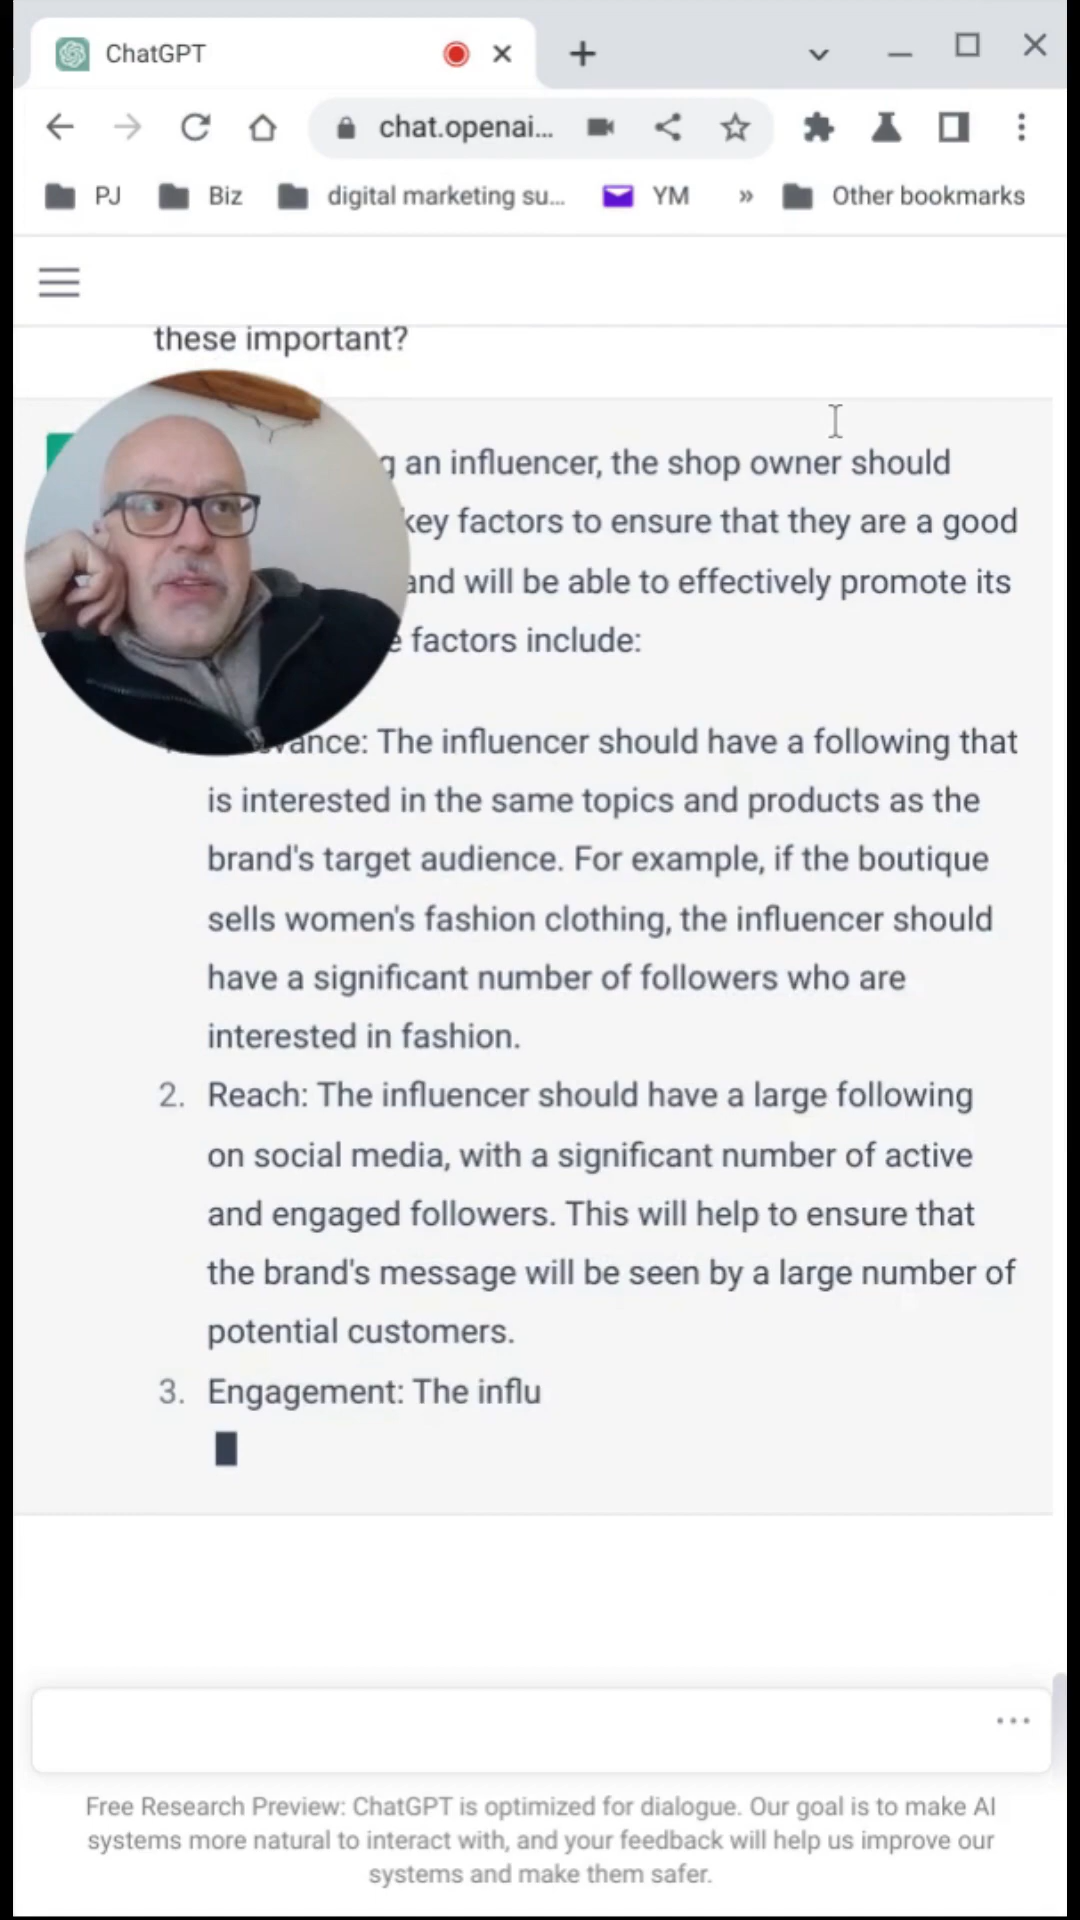 ChatGPT
chat.openai...
PJ Biz digital marketing su... YM » Other bookmarks
these important?
an influencer, the shop owner should
key factors to ensure that they are a good
and will be able to effectively promote its
factors include:
The influencer should have a following that
is interested in the same topics and products as the
brand's target audience. For example, if the boutique
sells women's fashion clothing, the influencer should
have a significant number of followers who are
interested in fashion.
2. Reach: The influencer should have a large following
on social media, with a significant number of active
and engaged followers. This will help to ensure that
the brand's message will be seen by a large number of
potential customers.
3. Engagement: The influ
Free Research Preview: ChatGPT is optimized for dialogue. Our goal is to make AI
systems more natural to interact with, and your feedback will help us improve our
systems and make them safer.